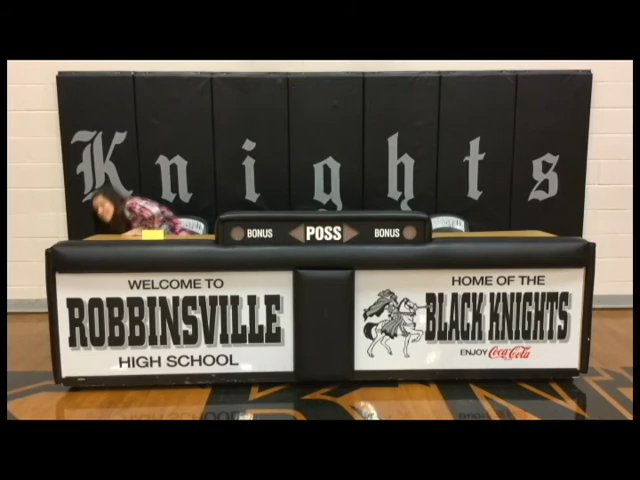 Knights
BONUS POSS BONUS
WELCOME TO
ROBBINSVILLE
HIGH SCHOOL
HOME OF THE
BLACK KNIGHTS
ENJOY Coca-Cola